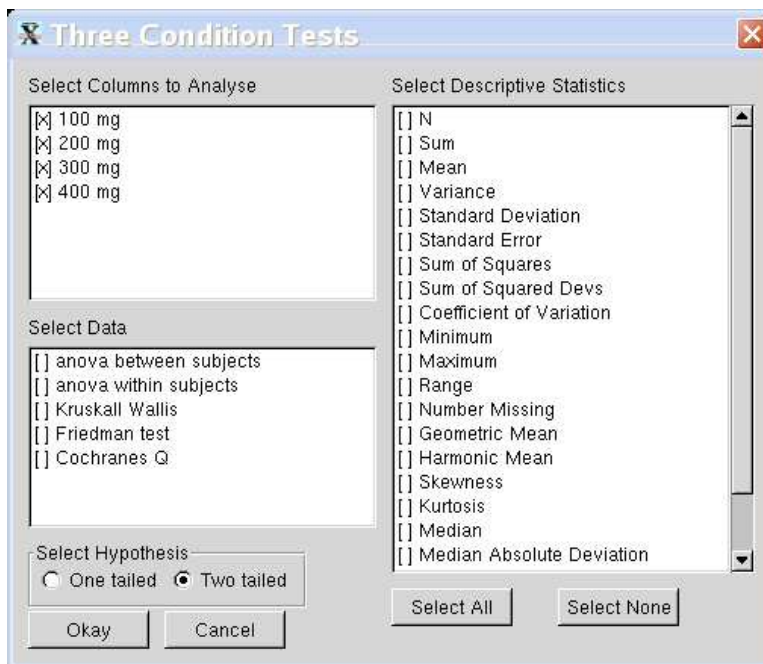 Three Condition Tests
Select Columns to Analyse
[x] 100 mg
[x] 200 mg
[x] 300 mg
[x] 400 mg
Select Data
[ ] anova between subjects
[ ] anova within subjects
[ ] Kruskall Wallis
[ ] Friedman test
[ ] Cochranes Q
Select Hypothesis
One tailed Two tailed
Okay Cancel
Select Descriptive Statistics
[ ] N
[ ] Sum
[ ] Mean
[ ] Variance
[ ] Standard Deviation
[ ] Standard Error
[ ] Sum of Squares
[ ] Sum of Squared Devs
[ ] Coefficient of Variation
[ ] Minimum
[ ] Maximum
[ ] Range
[ ] Number Missing
[ ] Geometric Mean
[ ] Harmonic Mean
[ ] Skewness
[ ] Kurtosis
[ ] Median
[ ] Median Absolute Deviation
Select All Select None